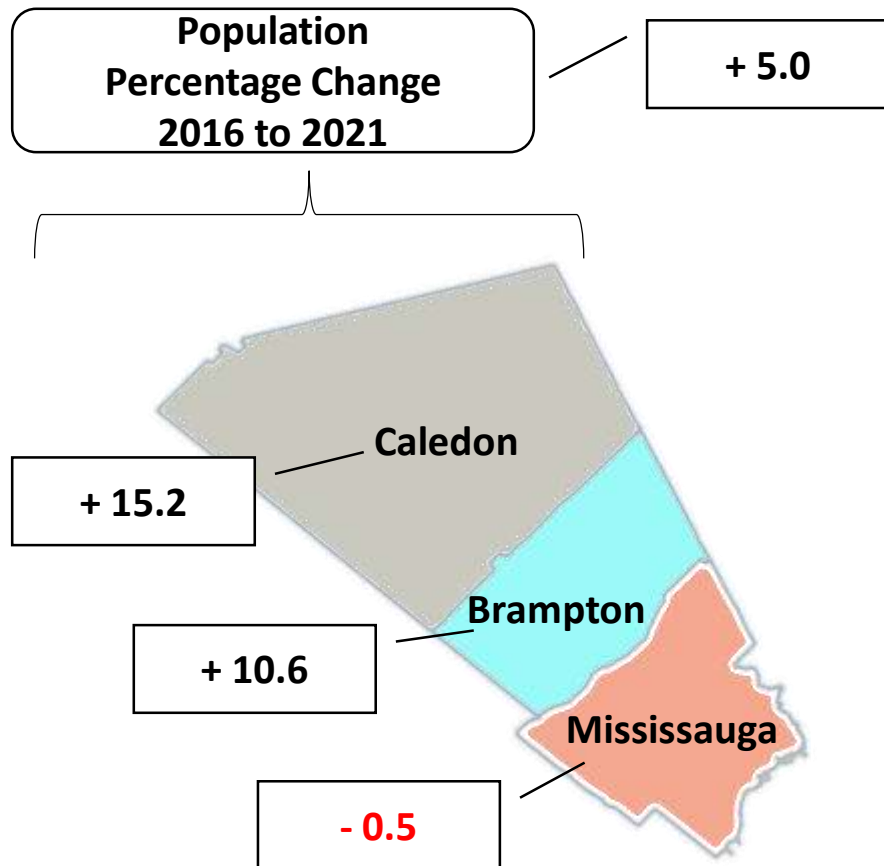 Population
Percentage Change
2016 to 2021
+ 5.0
Caledon
+ 15.2
Brampton
+ 10.6
Mississauga
- 0.5